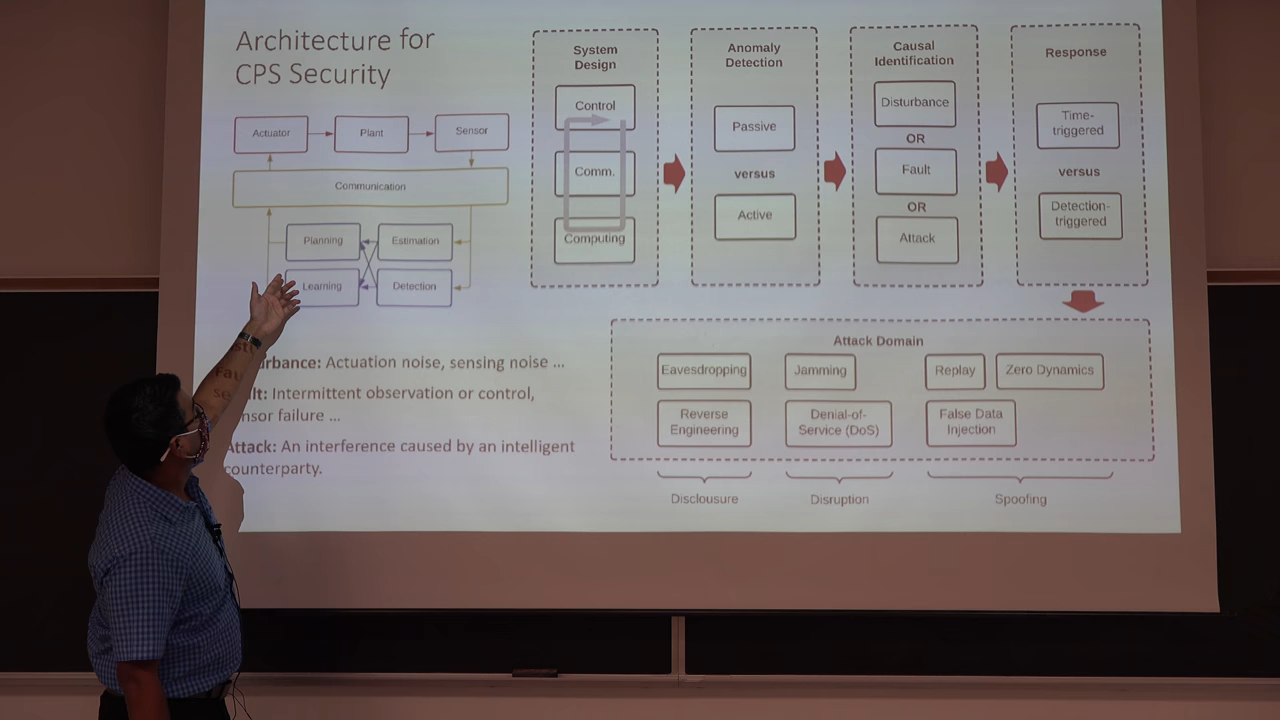 Architecture for
CPS Security
Actuator
Plant
Sensor
Communication
Planning
Estimation
Learning
Detection
System
Design
Control
Comm.
Computing
Anomaly
Detection
Passive
versus
Active
Causal
Identification
Disturbance
OR
Fault
OR
Attack
Response
Time-
triggered
versus
Detection-
triggered
Attack Domain
Eavesdropping
Jamming
Replay
Zero Dynamics
Reverse
Engineering
Denial-of-
Service (DoS)
False Data
Injection
Disclousure
Disruption
Spoofing
rbance: Actuation noise, sensing noise ...
lt: Intermittent observation or control,
nsor failure ...
Attack: An interference caused by an intelligent
counterparty.